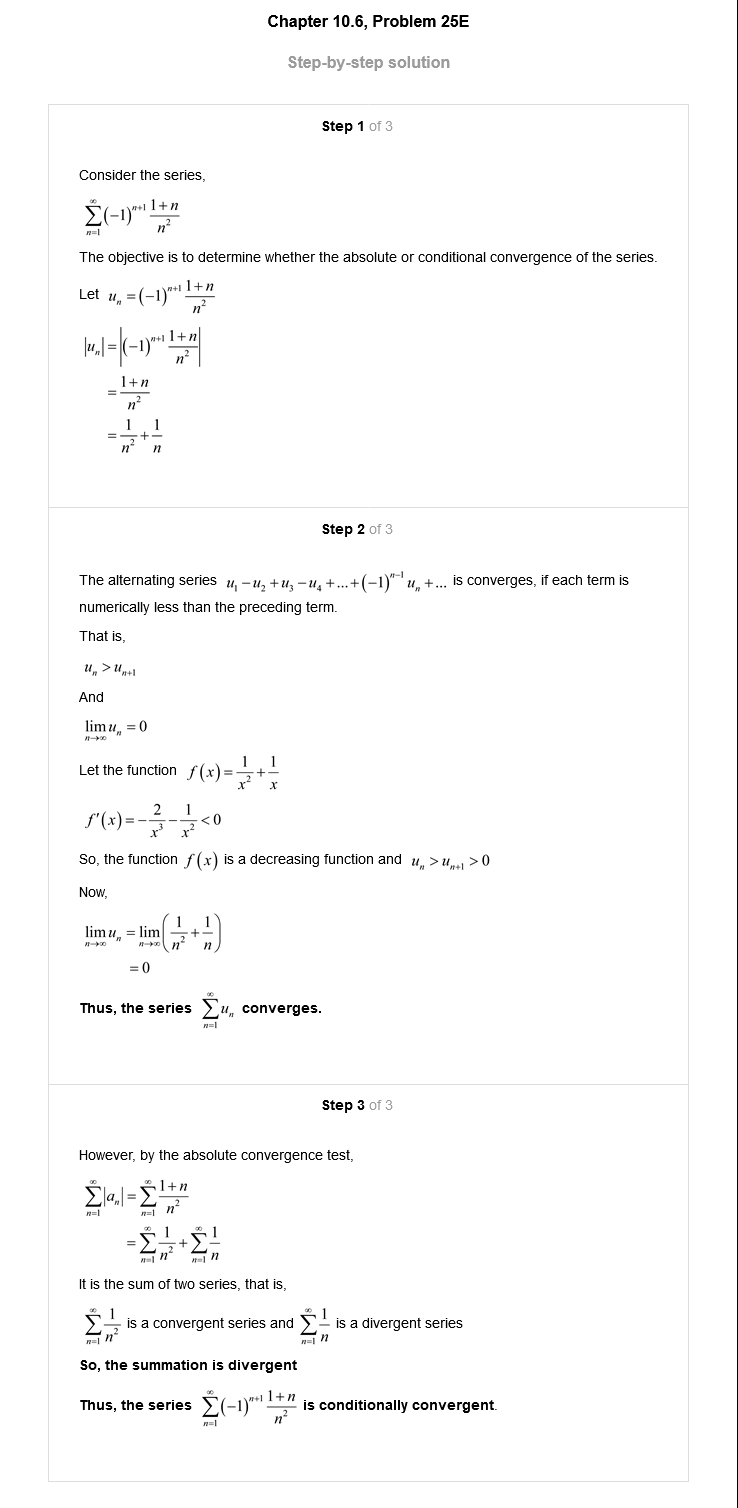 Chapter 10.6, Problem 25E
Step-by-step solution
Step 1 of 3
Consider the series,
$\sum_{n=1}^{\infty}(-1)^{n+1}\frac{1+n}{n^2}$
The objective is to determine whether the absolute or conditional convergence of the series.
Let $u_n=(-1)^{n+1}\frac{1+n}{n^2}$
$|u_n|=\left|(-1)^{n+1}\frac{1+n}{n^2}\right|$
$=\frac{1+n}{n^2}$
$=\frac{1}{n^2}+\frac{1}{n}$
Step 2 of 3
The alternating series $u_1-u_2+u_3-u_4+...+(-1)^{n-1}u_n+...$ is converges, if each term is
numerically less than the preceding term.
That is,
$u_n>u_{n+1}$
And
$\lim_{n\to\infty}u_n=0$
Let the function $f(x)=\frac{1}{x^2}+\frac{1}{x}$
$f'(x)=-\frac{2}{x^3}-\frac{1}{x^2}<0$
So, the function $f(x)$ is a decreasing function and $u_n>u_{n+1}>0$
Now,
$\lim_{n\to\infty}u_n=\lim_{n\to\infty}\left(\frac{1}{n^2}+\frac{1}{n}\right)$
$=0$
Thus, the series $\sum_{n=1}^{\infty}u_n$ converges.
Step 3 of 3
However, by the absolute convergence test,
$\sum_{n=1}^{\infty}|a_n|=\sum_{n=1}^{\infty}\frac{1+n}{n^2}$
$=\sum_{n=1}^{\infty}\frac{1}{n^2}+\sum_{n=1}^{\infty}\frac{1}{n}$
It is the sum of two series, that is,
$\sum_{n=1}^{\infty}\frac{1}{n^2}$ is a convergent series and $\sum_{n=1}^{\infty}\frac{1}{n}$ is a divergent series
So, the summation is divergent
Thus, the series $\sum_{n=1}^{\infty}(-1)^{n+1}\frac{1+n}{n^2}$ is conditionally convergent.